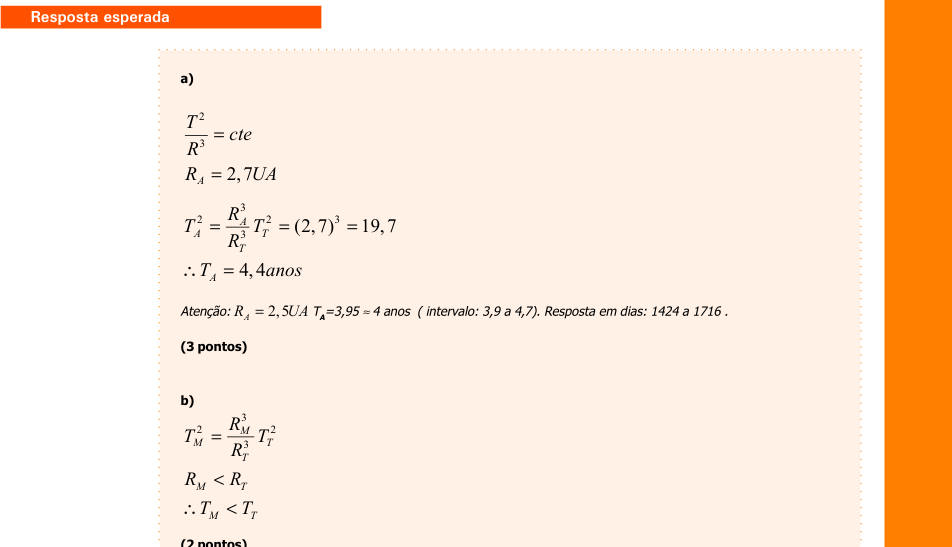 Resposta esperada
a)
T²/R³ = cte
R_A = 2,7UA
T_A² = R_A³/R_T³ T_T² = (2,7)³ = 19,7
∴ T_A = 4,4anos
Atenção: R_A = 2,5UA T_A=3,95 ≈ 4 anos ( intervalo: 3,9 a 4,7). Resposta em dias: 1424 a 1716 .
(3 pontos)
b)
T_M² = R_M³/R_T³ T_T²
R_M < R_T
∴ T_M < T_T
(2 pontos)